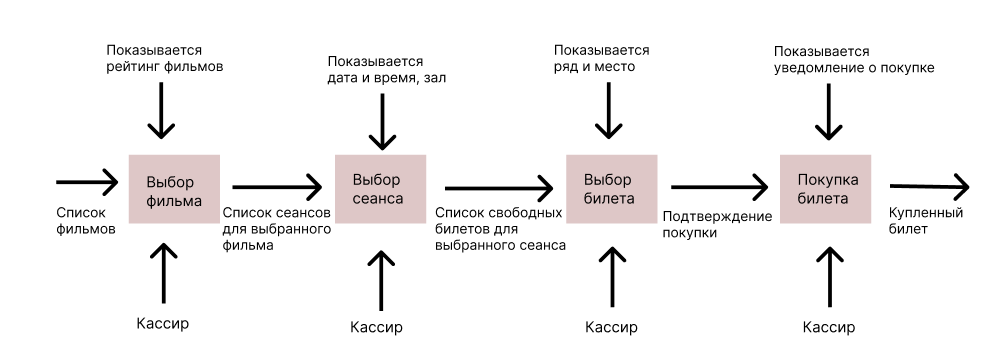 Показывается
рейтинг фильмов
Показывается
дата и время, зал
Показывается
ряд и место
Показывается
уведомление о покупке
Выбор
фильма
Выбор
сеанса
Выбор
билета
Покупка
билета
Список
фильмов
Список сеансов
для выбранного
фильма
Список свободных
билетов для
выбранного сеанса
Подтверждение
покупки
Купленный
билет
Кассир
Кассир
Кассир
Кассир